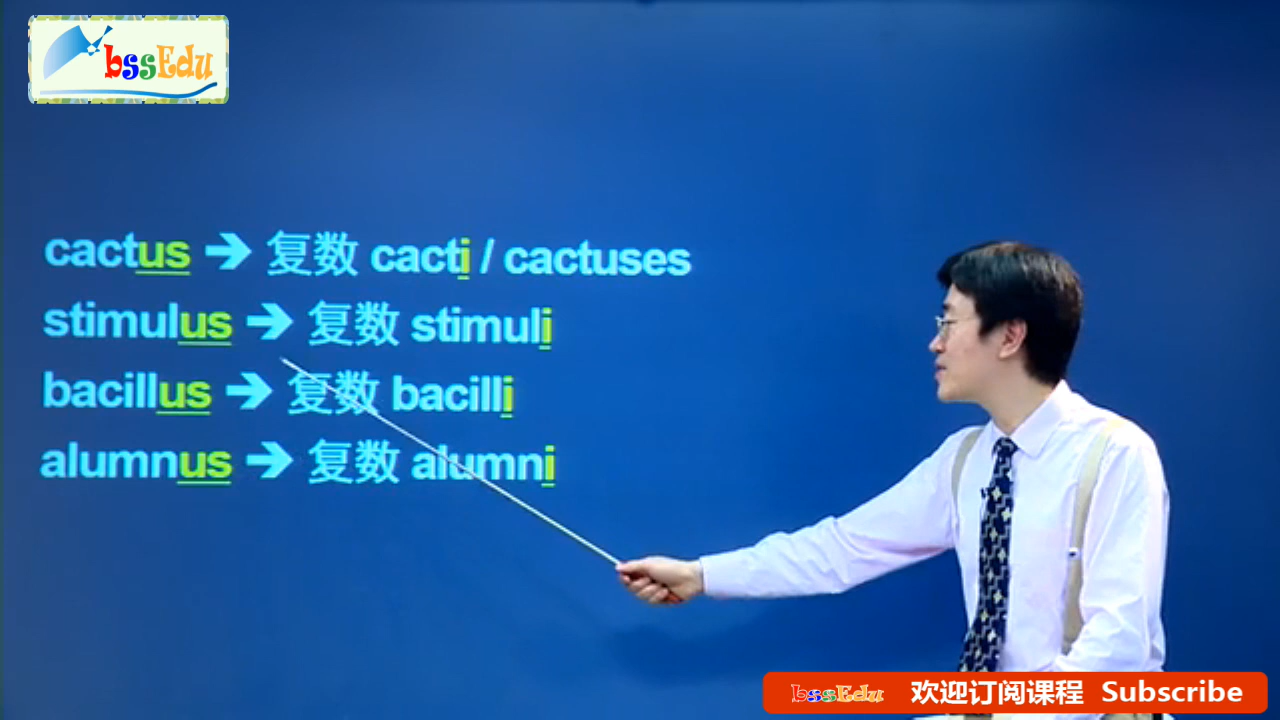 bssEdu
cactus ➔ 复数 cacti / cactuses
stimulus ➔ 复数 stimuli
bacillus ➔ 复数 bacilli
alumnus ➔ 复数 alumni
bssEdu 欢迎订阅课程 Subscribe